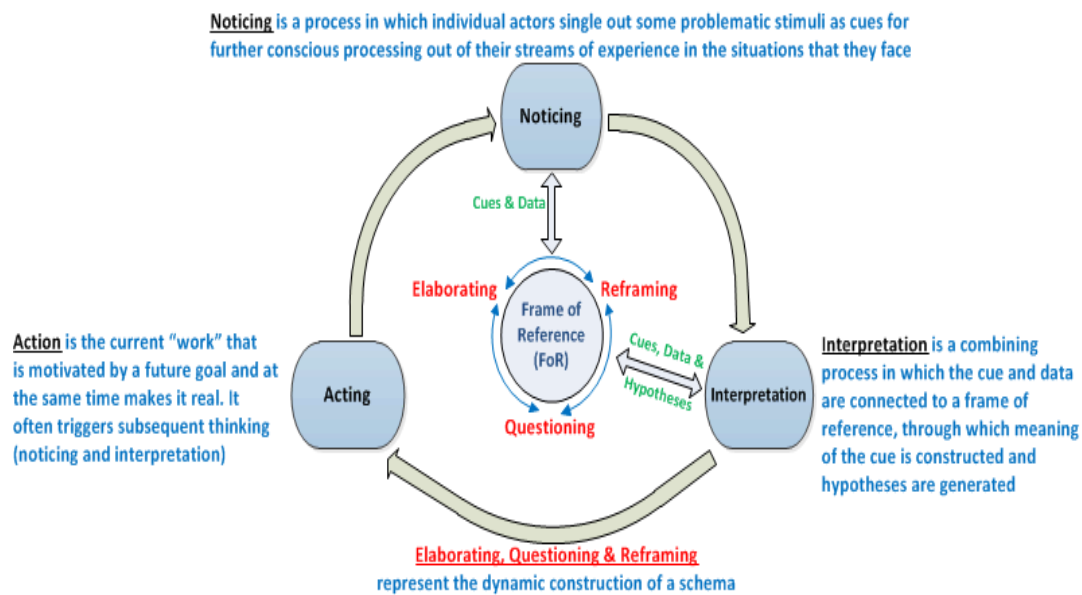 Noticing is a process in which individual actors single out some problematic stimuli as cues for
further conscious processing out of their streams of experience in the situations that they face
Noticing
Cues & Data
Elaborating
Reframing
Frame of
Reference
(FoR)
Cues, Data &
Hypotheses
Questioning
Action is the current “work” that
is motivated by a future goal and at
the same time makes it real. It
often triggers subsequent thinking
(noticing and interpretation)
Acting
Interpretation
Interpretation is a combining
process in which the cue and data
are connected to a frame of
reference, through which meaning
of the cue is constructed and
hypotheses are generated
Elaborating, Questioning & Reframing
represent the dynamic construction of a schema